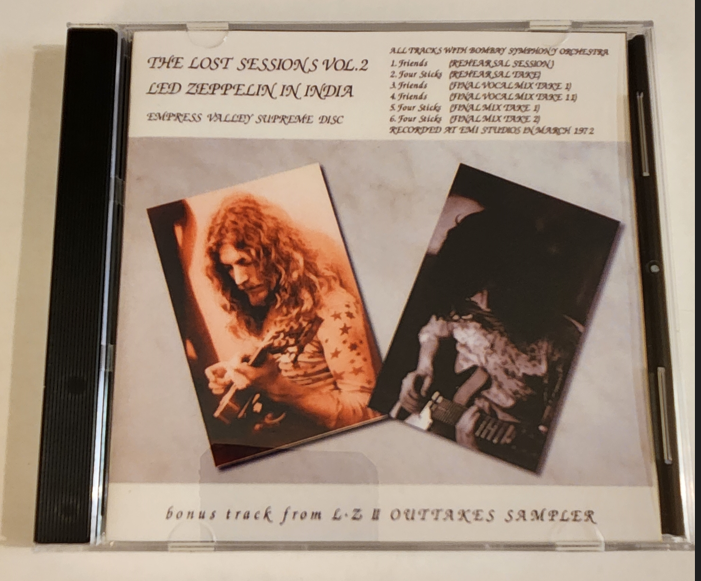 THE LOST SESSIONS VOL.2
LED ZEPPELIN IN INDIA
EMPRESS VALLEY SUPREME DISC
ALL TRACKS WITH BOMBAY SYMPHONY ORCHESTRA
1. Friends (REHEARSAL SESSION)
2. Four Sticks (REHEARSAL TAKE)
3. Friends (FINAL VOCAL MIX TAKE 1)
4. Friends (FINAL VOCAL MIX TAKE 11)
5. Four Sticks (FINAL MIX TAKE 1)
6. Four Sticks (FINAL MIX TAKE 2)
RECORDED AT EMI STUDIOS IN MARCH 1972
bonus track from L·Z II OUTTAKES SAMPLER